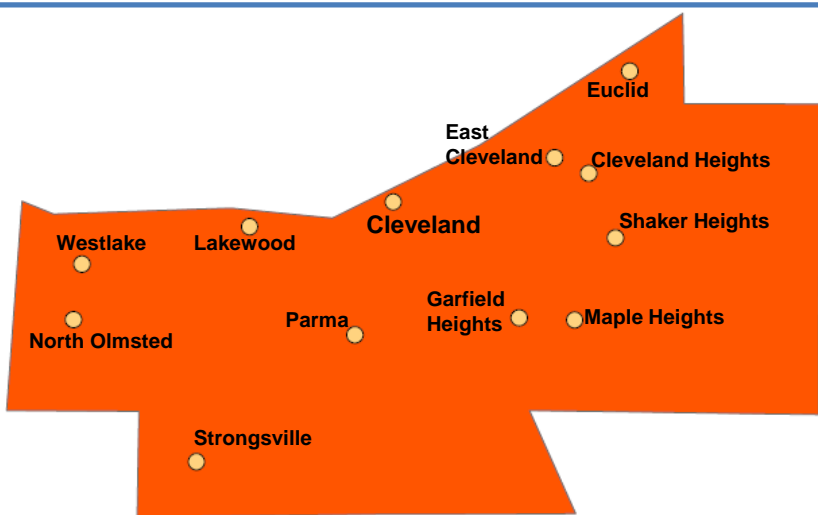 Euclid
East
Cleveland
Cleveland Heights
Cleveland
Shaker Heights
Westlake
Lakewood
Garfield
Heights
Maple Heights
Parma
North Olmsted
Strongsville